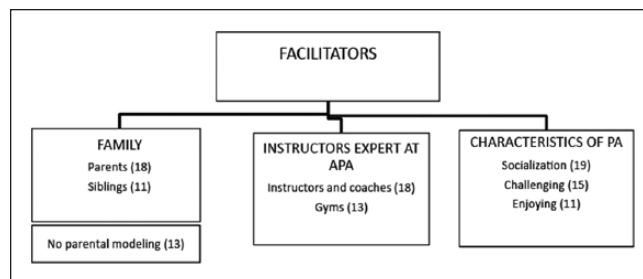 FACILITATORS
FAMILY
Parents (18)
Siblings (11)
No parental modeling (13)
INSTRUCTORS EXPERT AT
APA
Instructors and coaches (18)
Gyms (13)
CHARACTERISTICS OF PA
Socialization (19)
Challenging (15)
Enjoying (11)